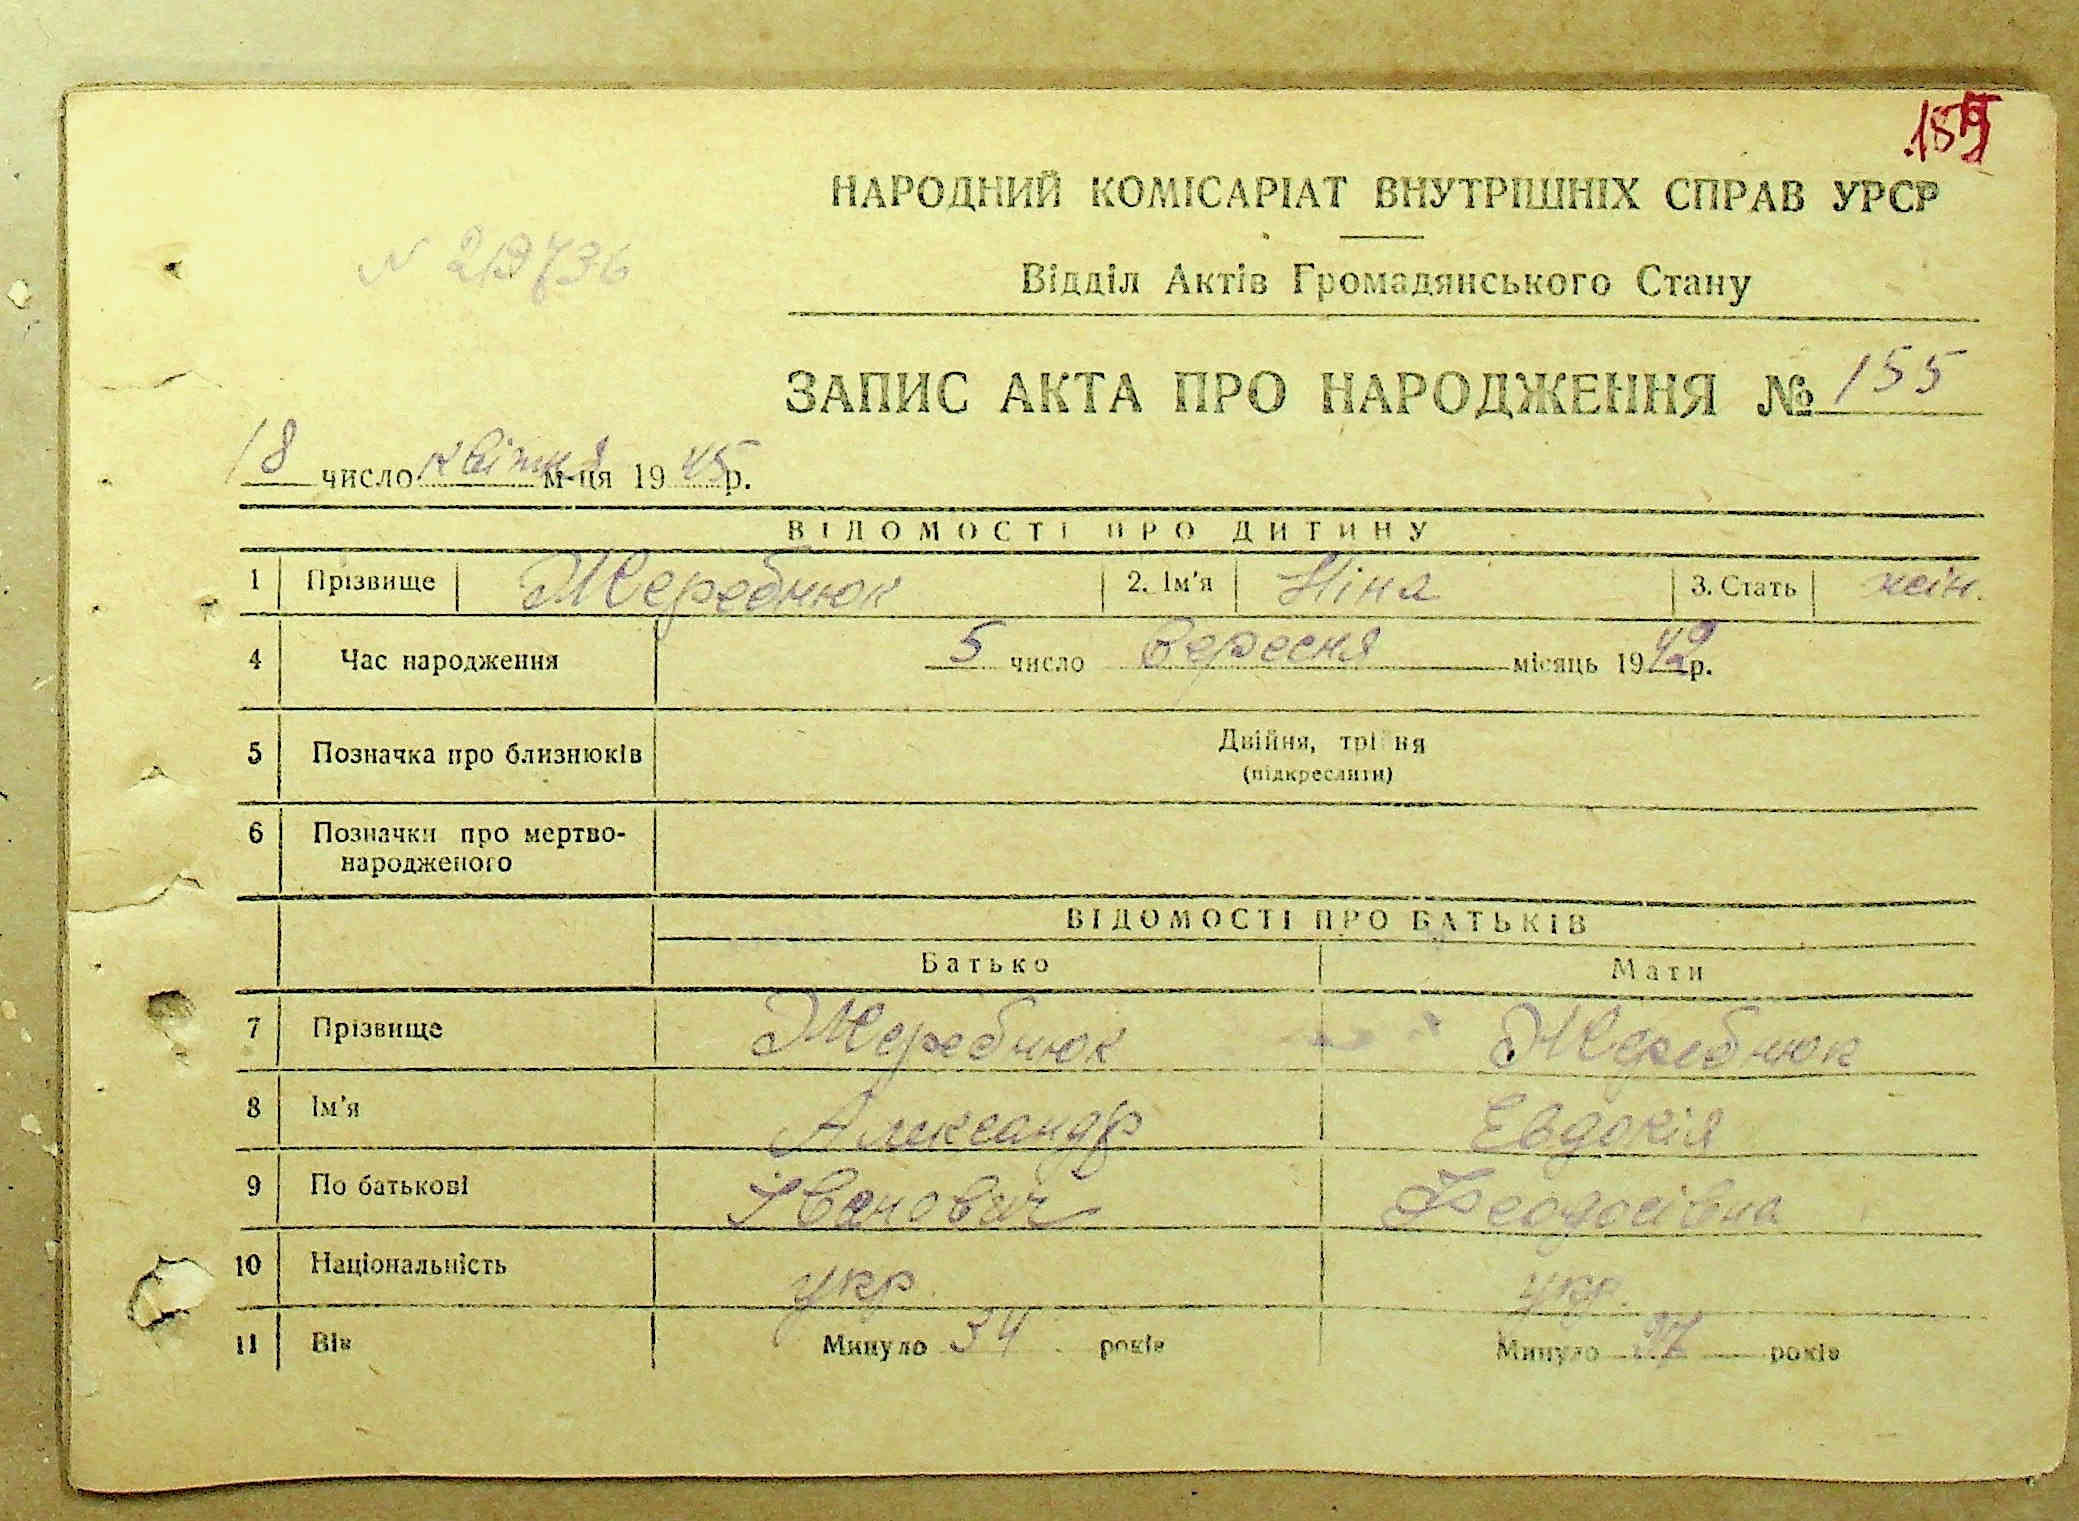 НАРОДНИЙ КОМІСАРІАТ ВНУТРІШНІХ СПРАВ УРСР
Відділ Актів Громадянського Стану
ЗАПИС АКТА ПРО НАРОДЖЕННЯ № 155
18 число квітня м-ця 1945 р.
ВІДОМОСТІ ПРО ДИТИНУ
1 Прізвище Жеребнюк 2. Ім'я Ніна 3. Стать жін.
4 Час народження 5 число вересня місяць 1942 р.
5 Позначка про близнюків Двійня, трійня
(підкреслити)
6 Позначки про мертво-
народженого
ВІДОМОСТІ ПРО БАТЬКІВ
Батько Мати
7 Прізвище Жеребнюк Жеребнюк
8 Ім'я Александр Евдокія
9 По батькові Іванович Феодосівна
10 Національність укр. укр.
11 Вік Минуло 34 років Минуло років